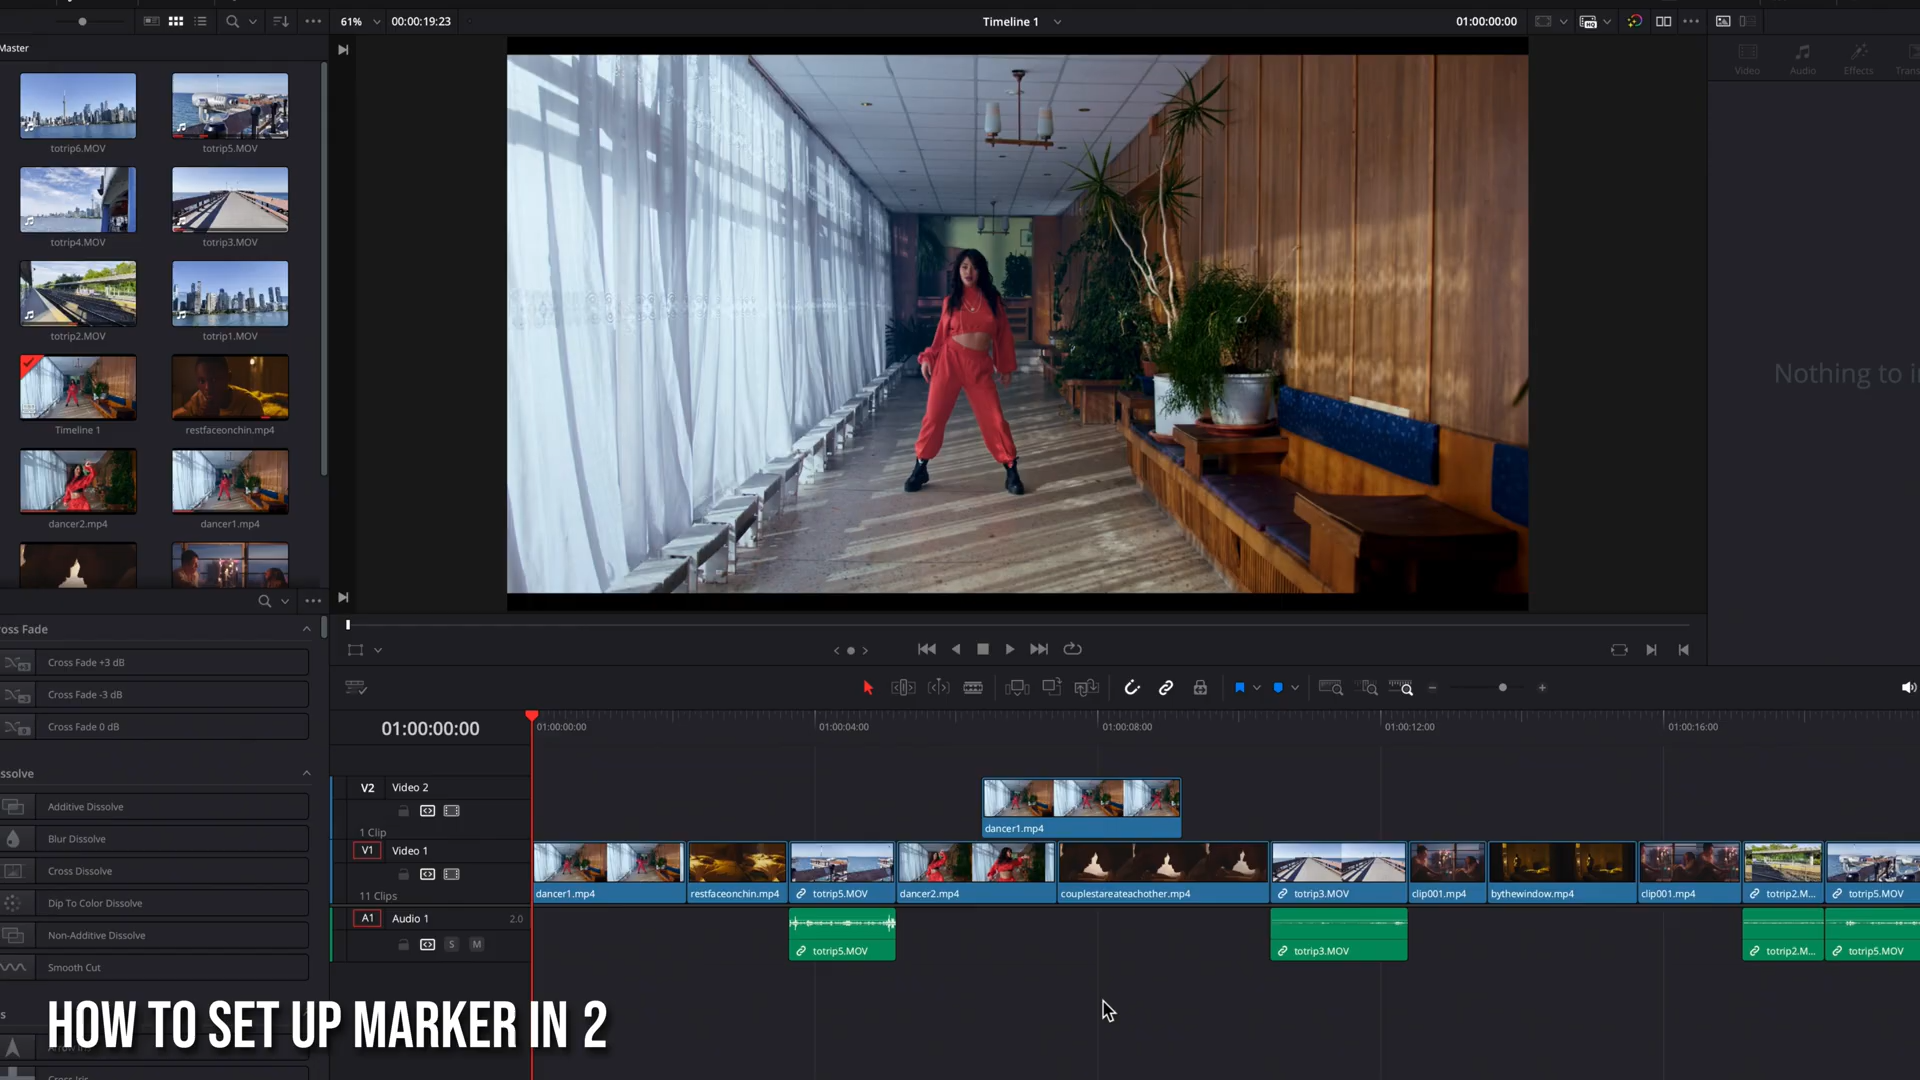 61%
00:00:19:23
Timeline 1
01:00:00:00
Master
Video
Audio
Effects
Trans
totrip6.MOV
totrip5.MOV
totrip4.MOV
totrip3.MOV
totrip2.MOV
totrip1.MOV
Timeline 1
restfaceonchin.mp4
dancer2.mp4
dancer1.mp4
Nothing to in
oss Fade
Cross Fade +3 dB
Cross Fade -3 dB
Cross Fade 0 dB
ssolve
Additive Dissolve
Blur Dissolve
Cross Dissolve
Dip To Color Dissolve
Non-Additive Dissolve
Smooth Cut
HQ
01:00:00:00
01:00:00:00
01:00:04:00
01:00:08:00
01:00:12:00
01:00:16:00
V2
Video 2
1 Clip
dancer1.mp4
V1
Video 1
11 Clips
dancer1.mp4
restfaceonchin.mp4
totrip5.MOV
dancer2.mp4
couplestareateachother.mp4
totrip3.MOV
clip001.mp4
bythewindow.mp4
clip001.mp4
totrip2.M...
totrip5.MOV
A1
Audio 1
2.0
S
M
totrip5.MOV
totrip3.MOV
totrip2.M...
totrip5.MOV
HOW TO SET UP MARKER IN 2